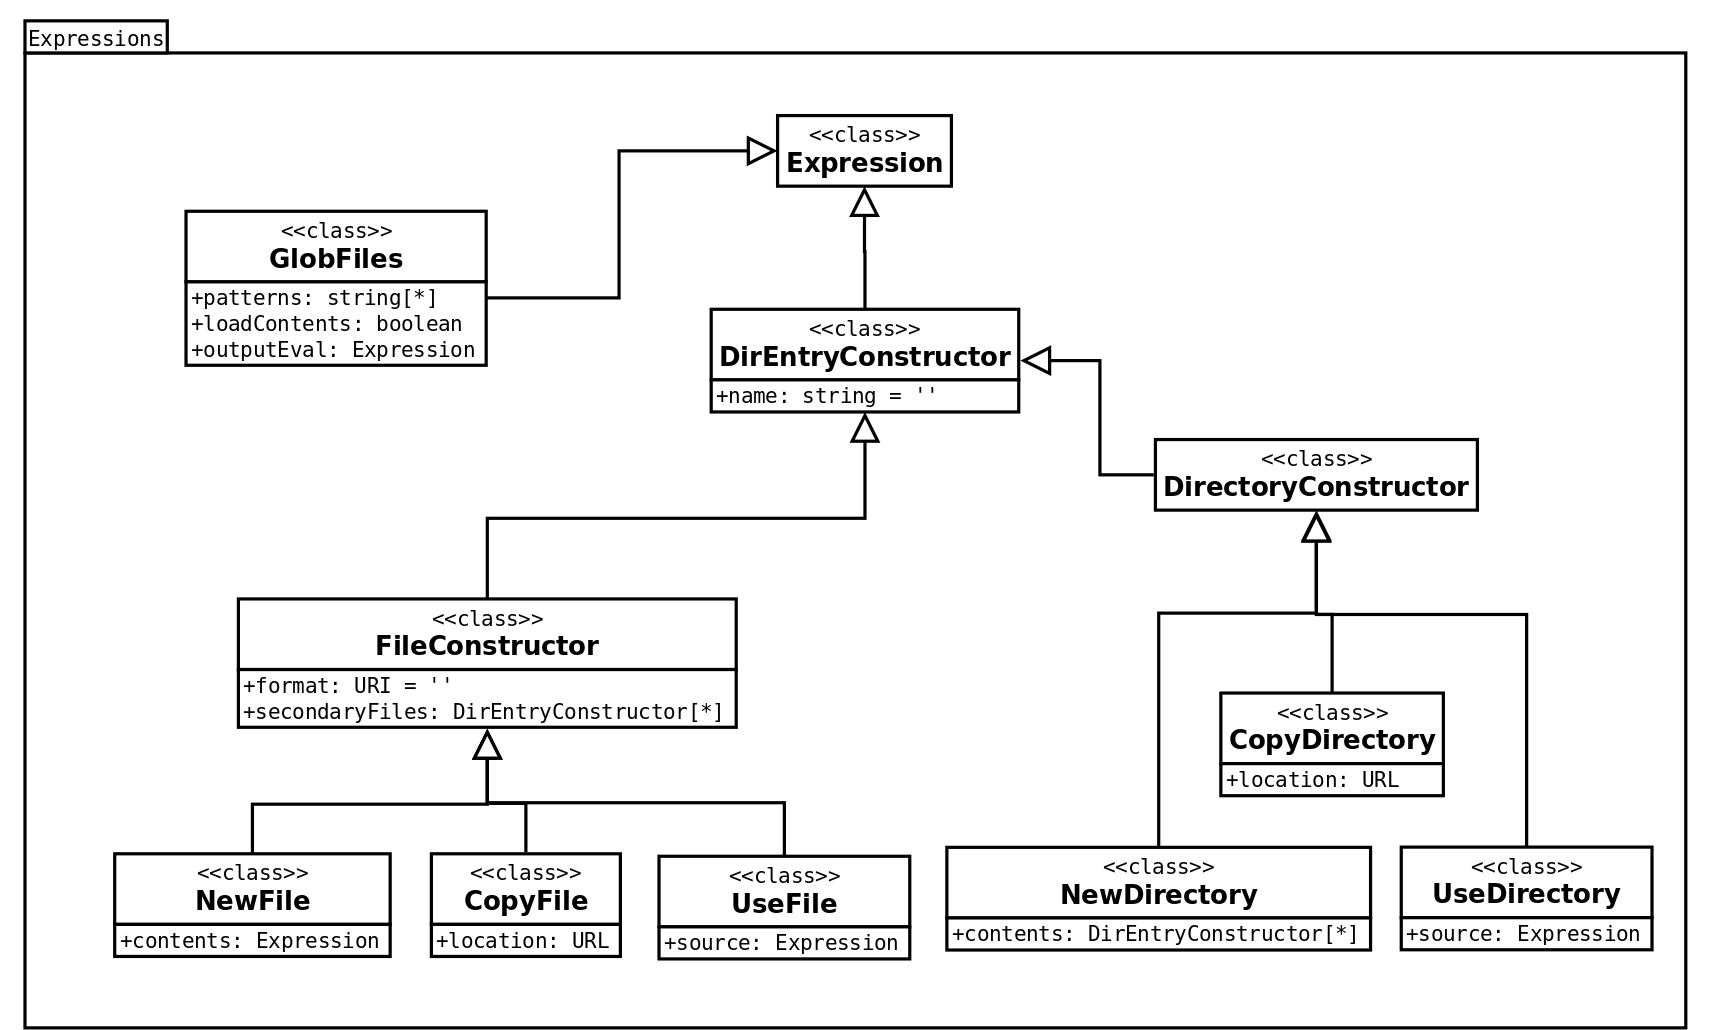 Expressions
<<class>>
Expression
<<class>>
GlobFiles
+patterns: string[*]
+loadContents: boolean
+outputEval: Expression
<<class>>
DirEntryConstructor
+name: string = ''
<<class>>
DirectoryConstructor
<<class>>
FileConstructor
+format: URI = ''
+secondaryFiles: DirEntryConstructor[*]
<<class>>
CopyDirectory
+location: URL
<<class>>
NewFile
+contents: Expression
<<class>>
CopyFile
+location: URL
<<class>>
UseFile
+source: Expression
<<class>>
NewDirectory
+contents: DirEntryConstructor[*]
<<class>>
UseDirectory
+source: Expression